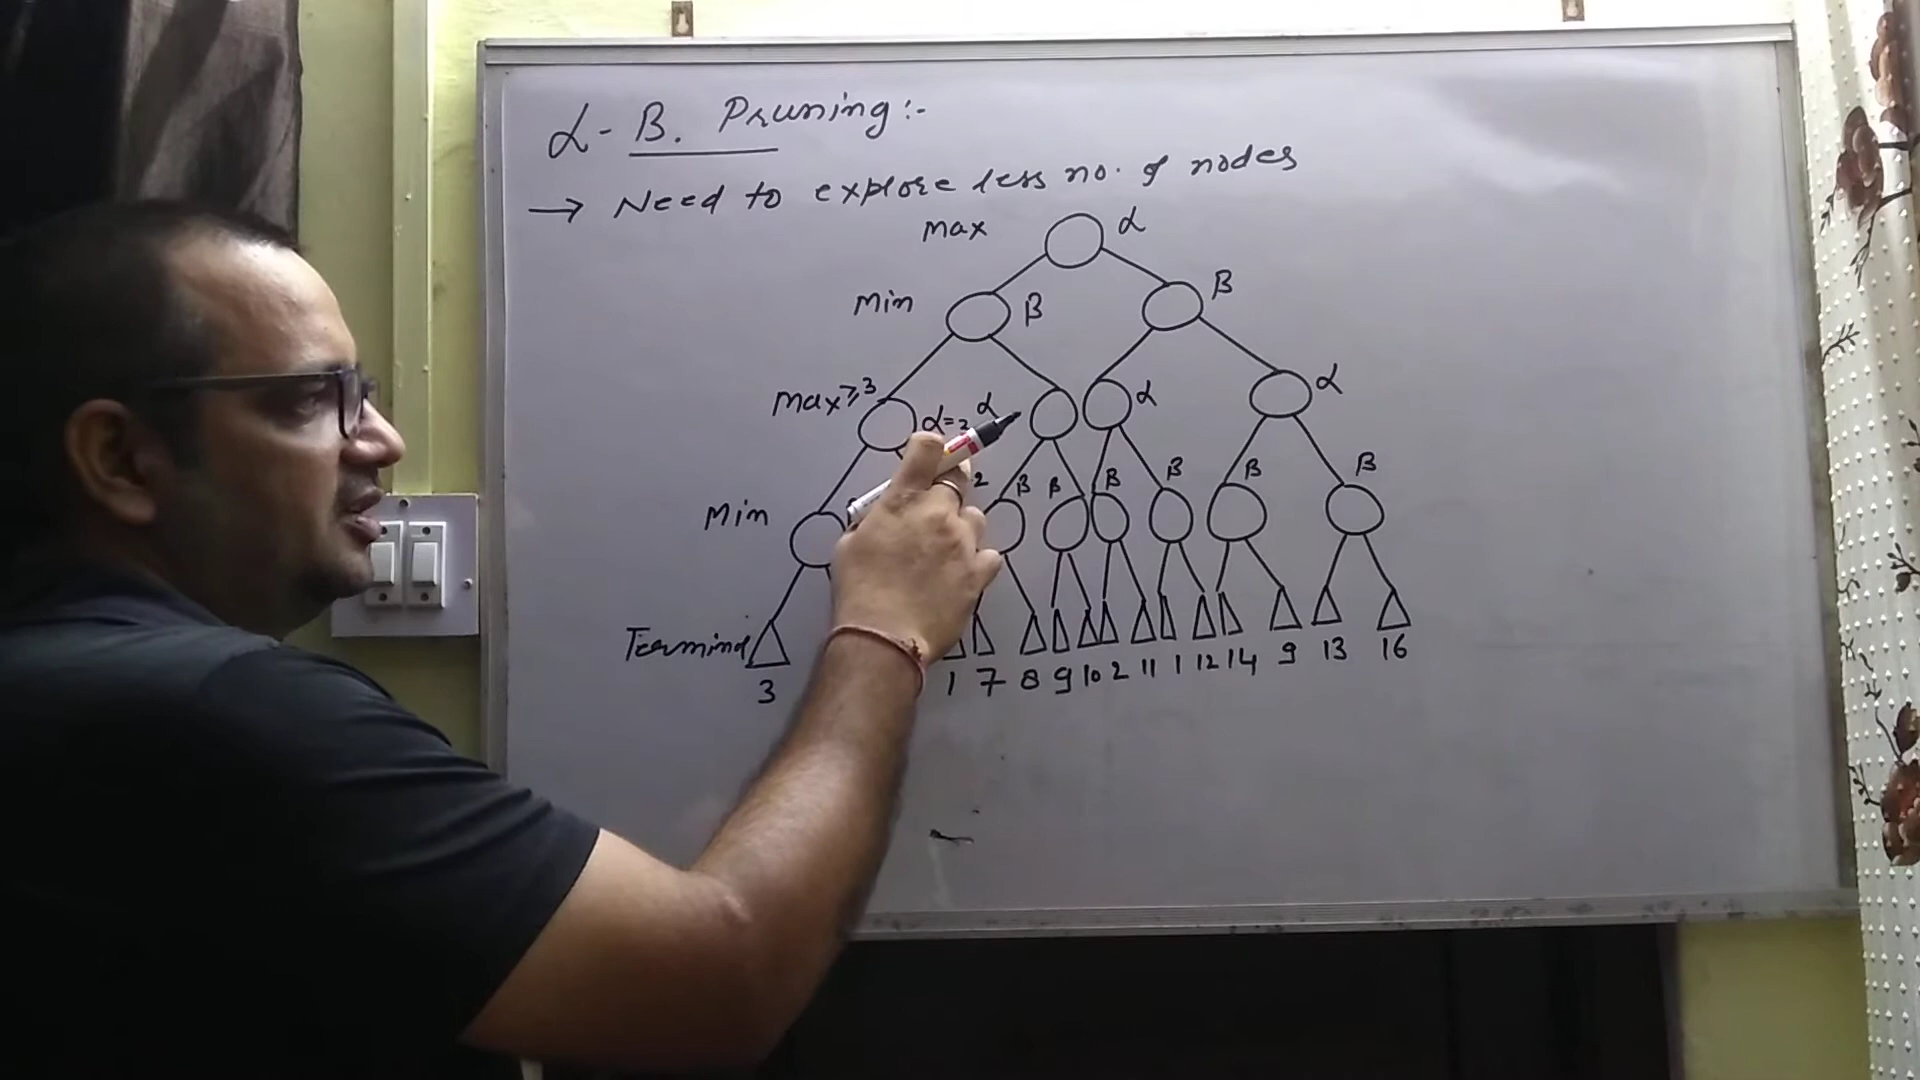 α-β. Pruning:-
→ Need to explore less no. of nodes
Max α
Min β β
Max ≥3 α= α α α
Min 2 β β β β β β
Terminal
3 1 7 8 9 10 2 11 1 12 14 9 13 16